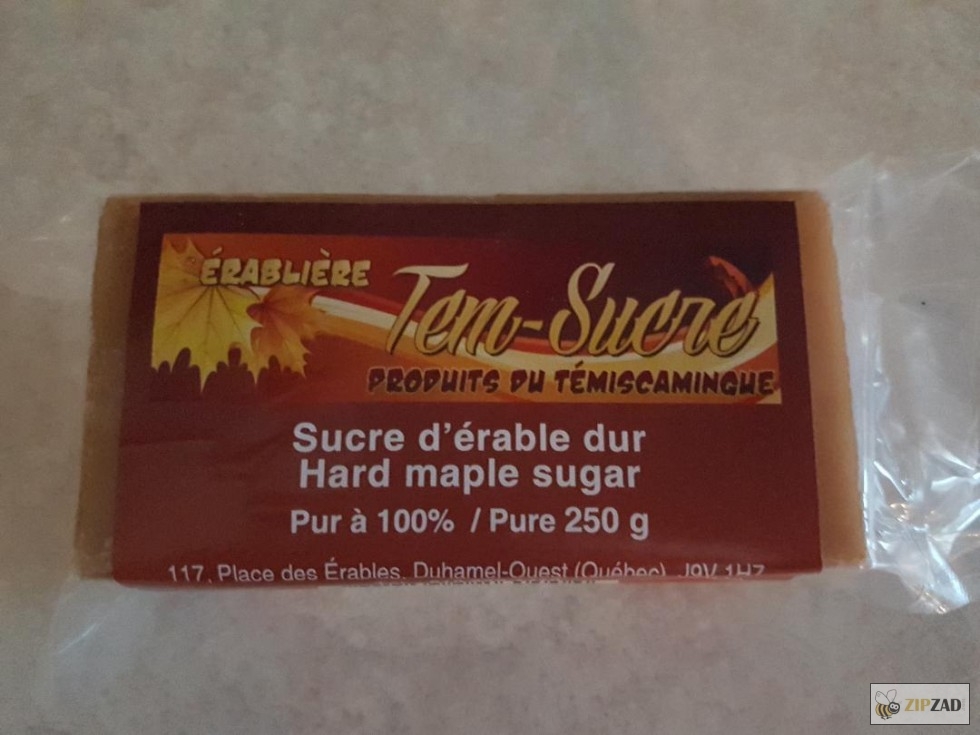 ÉRABLIÈRE
Tem-Sucre
PRODUITS DU TÉMISCAMINGUE
Sucre d'érable dur
Hard maple sugar
Pur à 100% / Pure 250 g
117, Place des Érables, Duhamel-Ouest (Québec) J9V 1H7
ZIPZAD